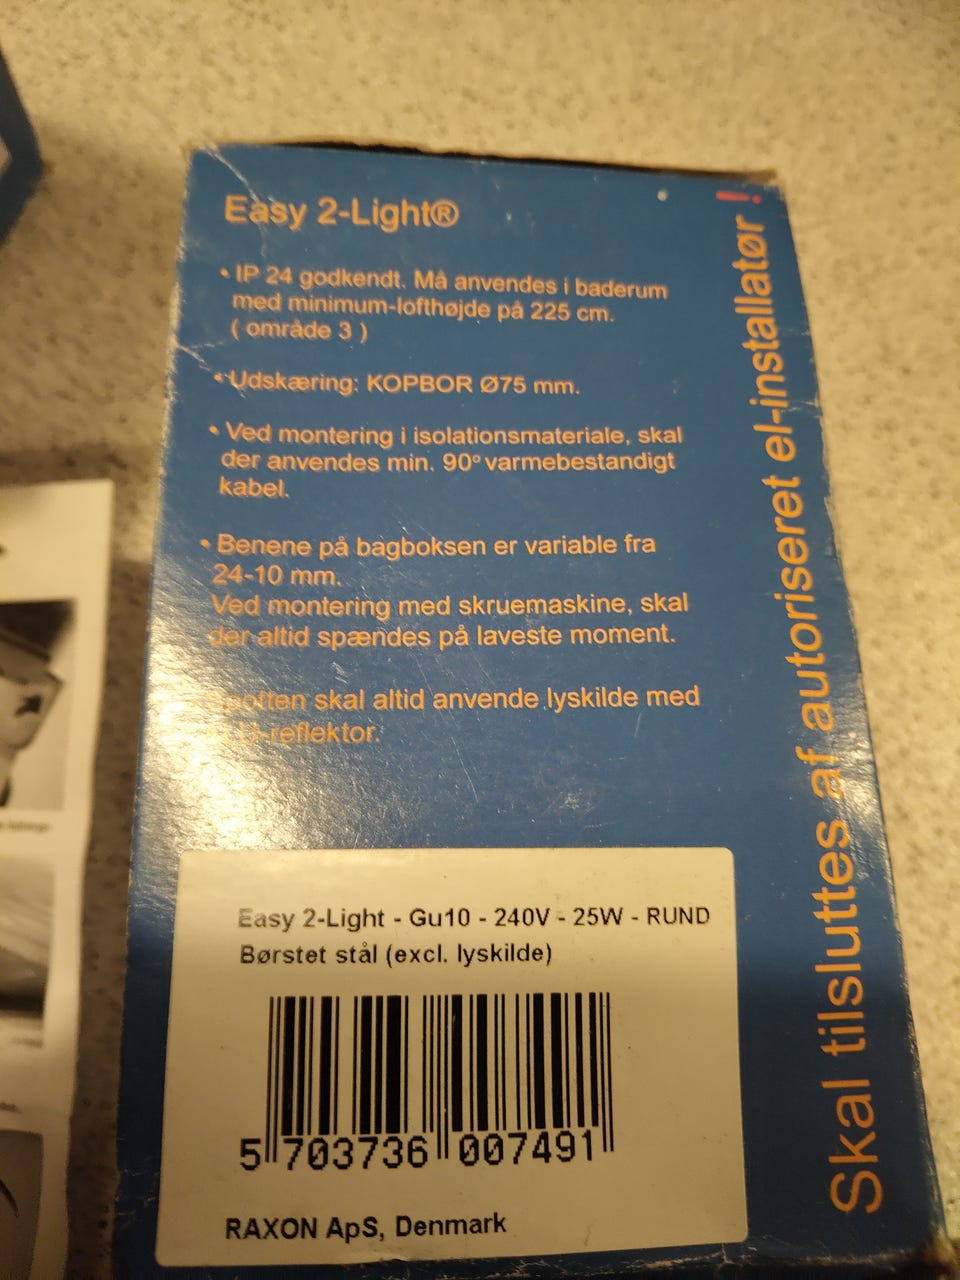 Easy 2-Light®
• IP 24 godkendt. Må anvendes i baderum
med minimum-lofthøjde på 225 cm.
( område 3 )
• Udskæring: KOPBOR Ø75 mm.
• Ved montering i isolationsmateriale, skal
der anvendes min. 90° varmebestandigt
kabel.
• Benene på bagboksen er variable fra
24-10 mm.
Ved montering med skruemaskine, skal
der altid spændes på laveste moment.
Spotten skal altid anvende lyskilde med
ALU-reflektor.
Skal tilsluttes af autoriseret el-installatør !
Easy 2-Light - Gu10 - 240V - 25W - RUND
Børstet stål (excl. lyskilde)
5 703736 007491
RAXON ApS, Denmark